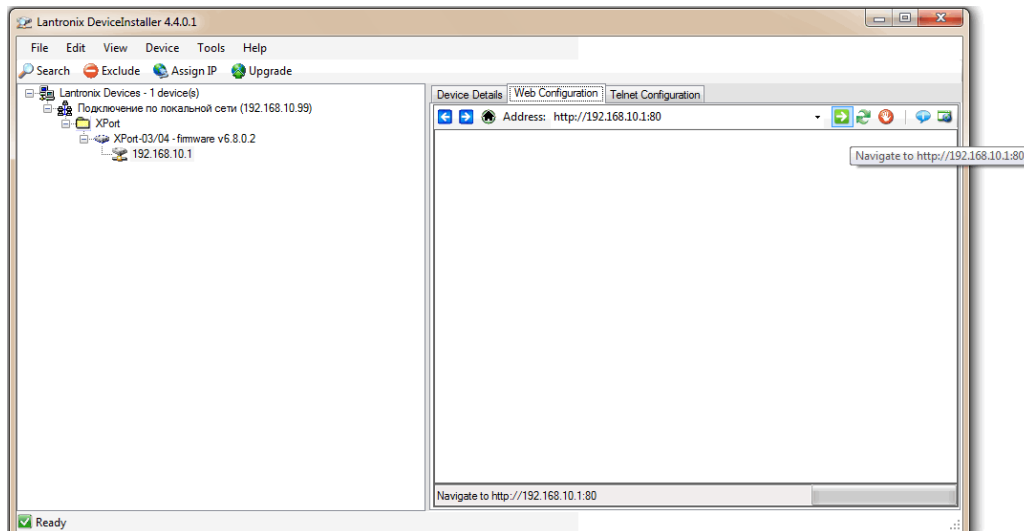 Lantronix DeviceInstaller 4.4.0.1
File Edit View Device Tools Help
Search Exclude Assign IP Upgrade
Lantronix Devices - 1 device(s)
Подключение по локальной сети (192.168.10.99)
XPort
XPort-03/04 - firmware v6.8.0.2
192.168.10.1
Device Details Web Configuration Telnet Configuration
Address: http://192.168.10.1:80
Navigate to http://192.168.10.1:80
Navigate to http://192.168.10.1:80
Ready